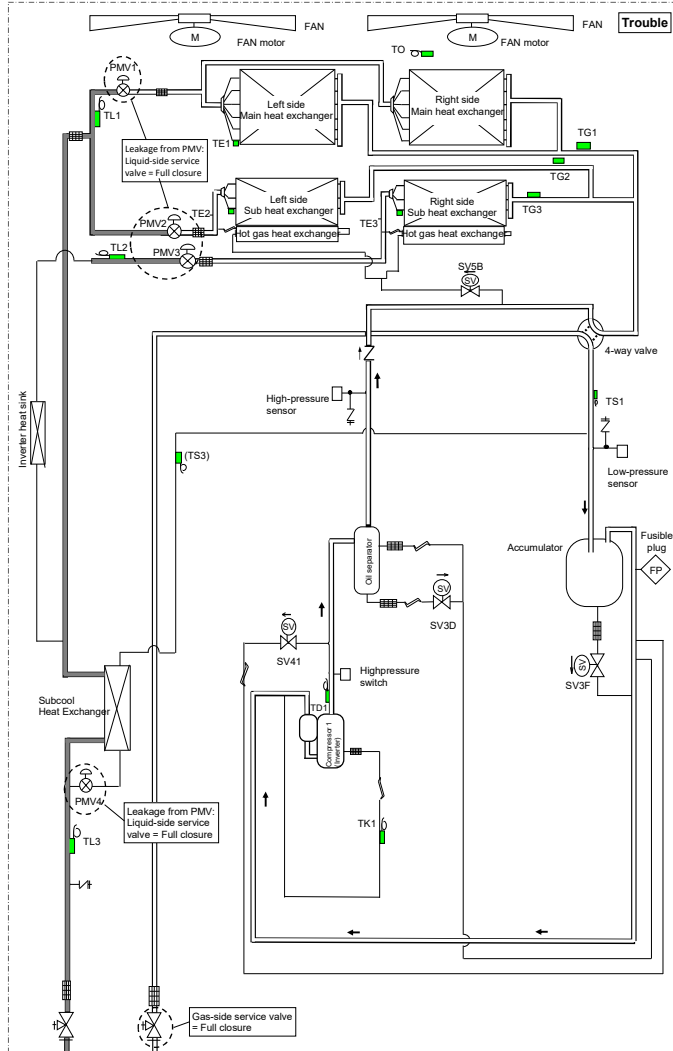 FAN
FAN
Trouble
M
FAN motor
M
FAN motor
TO
PMV1
TL1
Left side
Main heat exchanger
Right side
Main heat exchanger
TE1
TG1
TG2
TG3
Leakage from PMV:
Liquid-side service
valve = Full closure
Left side
Sub heat exchanger
Hot gas heat exchanger
Right side
Sub heat exchanger
Hot gas heat exchanger
TE2
TE3
PMV2
TL2
PMV3
SV5B
SV
4-way valve
High-pressure
sensor
TS1
Low-pressure
sensor
Inverter heat sink
(TS3)
Oil separator
Accumulator
Fusible
plug
FP
SV
SV3D
SV
SV41
SV
SV3F
Highpressure
switch
TD1
Compressor 1
(Inverter)
Subcool
Heat Exchanger
PMV4
Leakage from PMV:
Liquid-side service
valve = Full closure
TL3
TK1
Gas-side service valve
= Full closure